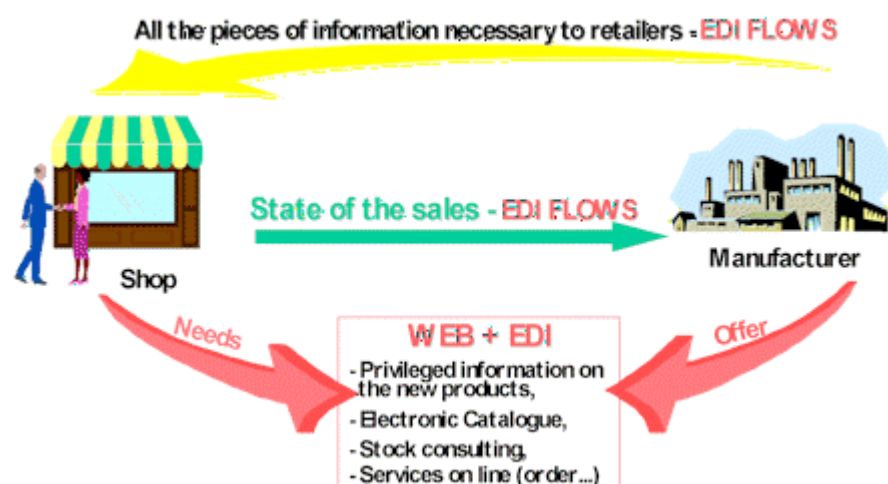 All the pieces of information necessary to retailers - EDI FLOWS
State of the sales - EDI FLOWS
Manufacturer
Shop
Needs
Offer
WEB + EDI
- Privileged information on
the new products,
- Electronic Catalogue,
- Stock consulting,
- Services on line (order...)